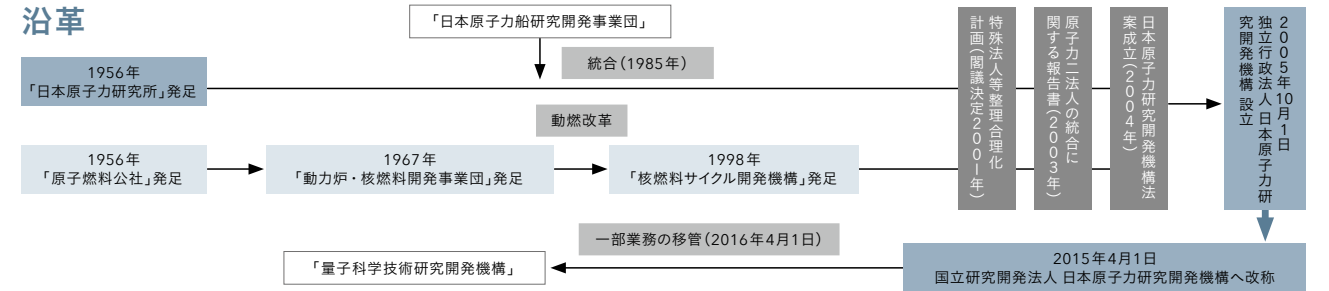 沿革
「日本原子力船研究開発事業団」
統合(1985年)
1956年
「日本原子力研究所」発足
動燃改革
1956年
「原子燃料公社」発足
1967年
「動力炉・核燃料開発事業団」発足
1998年
「核燃料サイクル開発機構」発足
特殊法人等整理合理化
計画(閣議決定2001年)
原子力二法人の統合に
関する報告書(2003年)
日本原子力研究開発機構法
案成立(2004年)
2005年10月1日
独立行政法人 日本原子力研
究開発機構 設立
2015年4月1日
国立研究開発法人 日本原子力研究開発機構へ改称
一部業務の移管(2016年4月1日)
「量子科学技術研究開発機構」